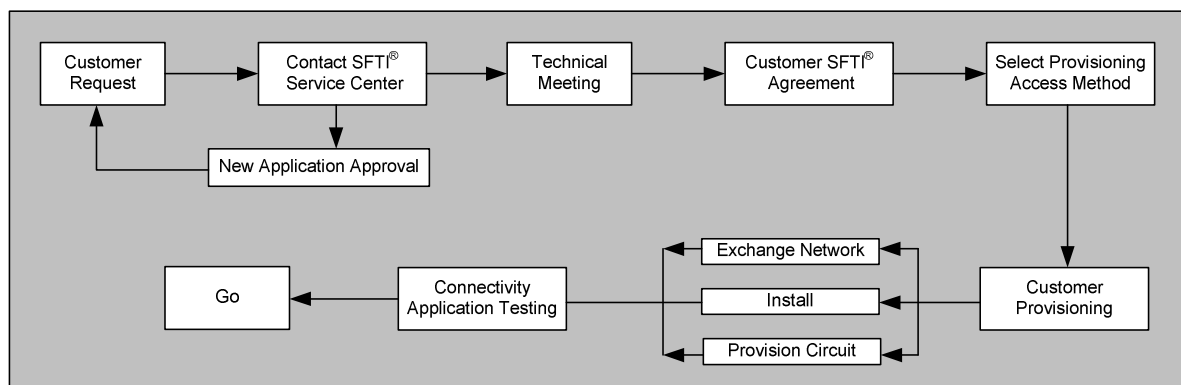 Customer
Request
Contact SFTI®
Service Center
Technical
Meeting
Customer SFTI®
Agreement
Select Provisioning
Access Method
New Application Approval
Exchange Network
Go
Connectivity
Application Testing
Install
Customer
Provisioning
Provision Circuit